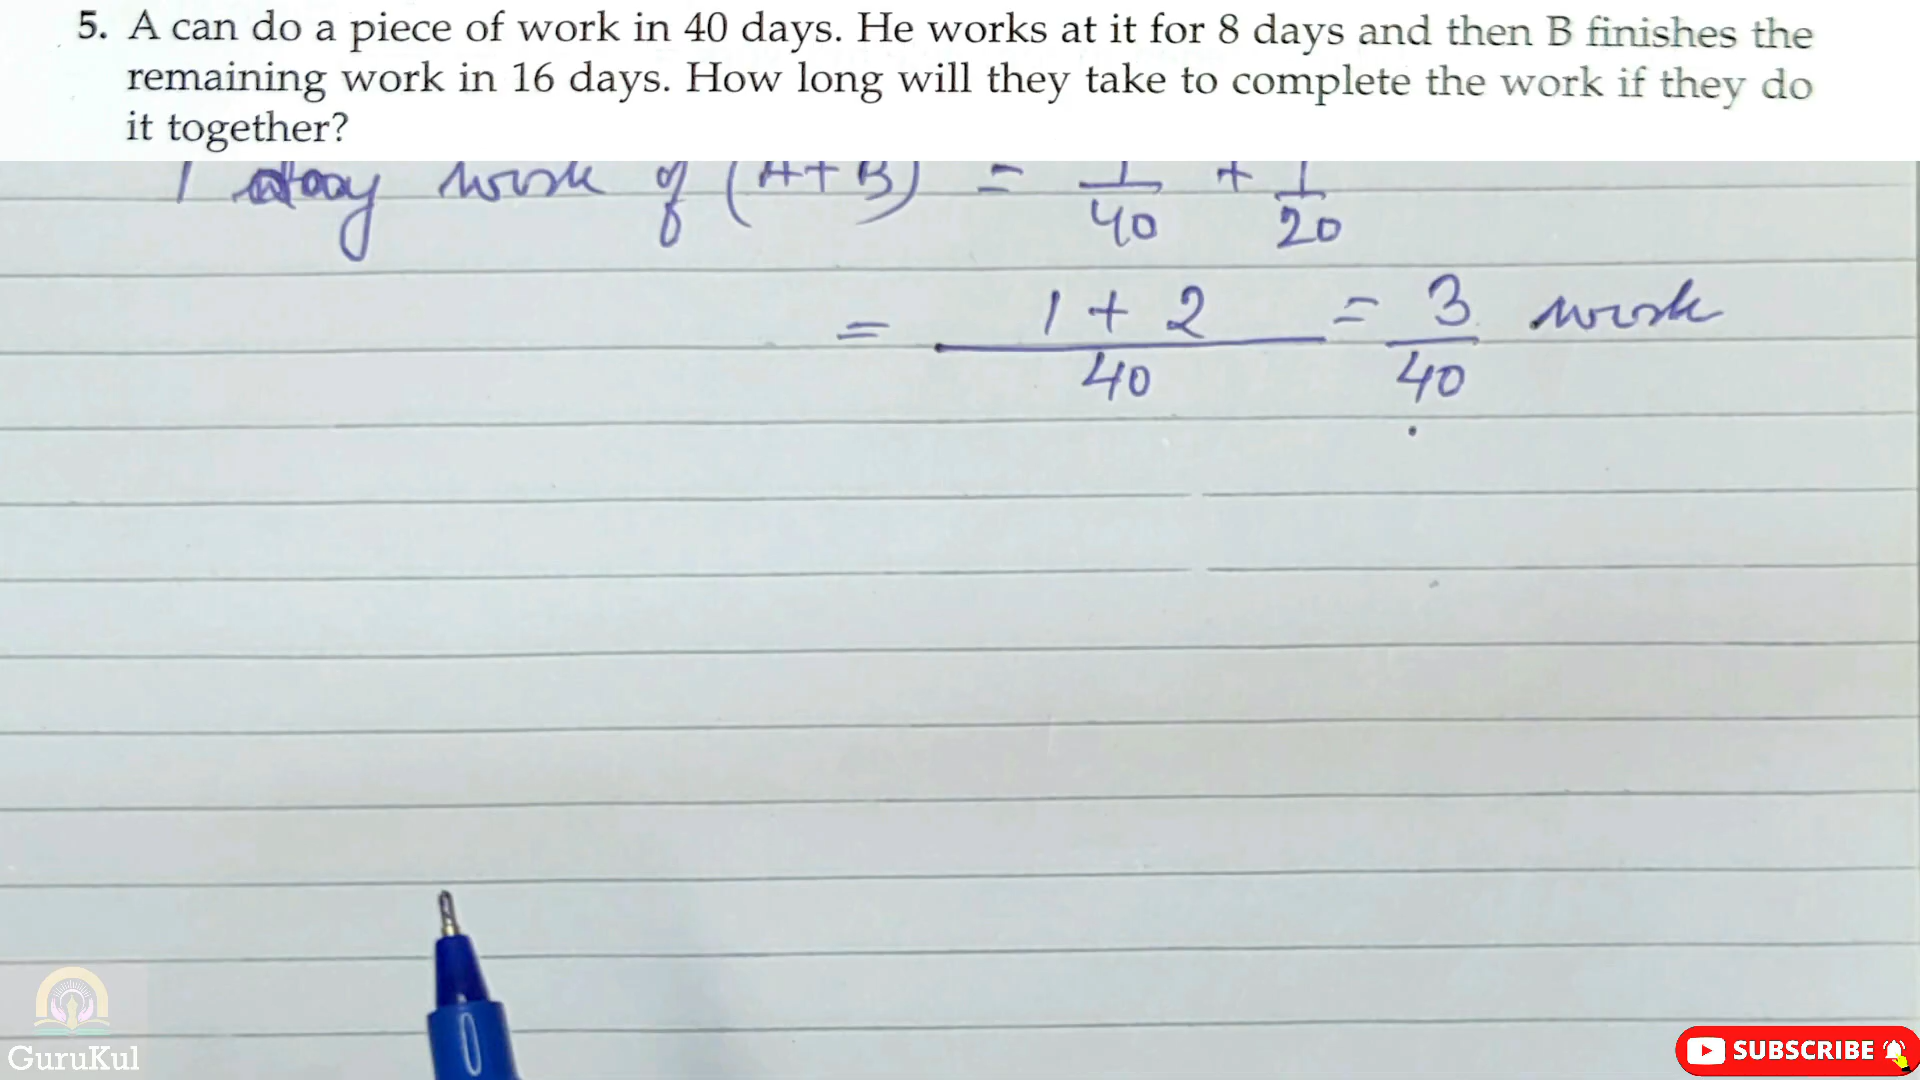 5. A can do a piece of work in 40 days. He works at it for 8 days and then B finishes the
remaining work in 16 days. How long will they take to complete the work if they do
it together?
1 day work of (A+B) = 1/40 + 1/20
= 1 + 2/40 = 3/40 work
GuruKul
SUBSCRIBE